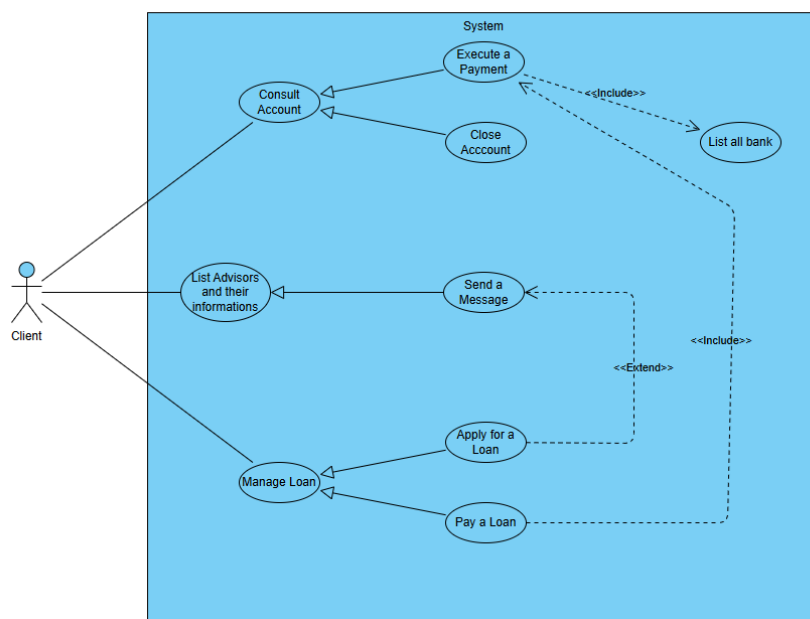 System
Execute a
Payment
<<Include>>
Consult
Account
Close
Acccount
List all bank
List Advisors
and their
informations
Send a
Message
Client
<<Include>>
<<Extend>>
Apply for a
Loan
Manage Loan
Pay a Loan